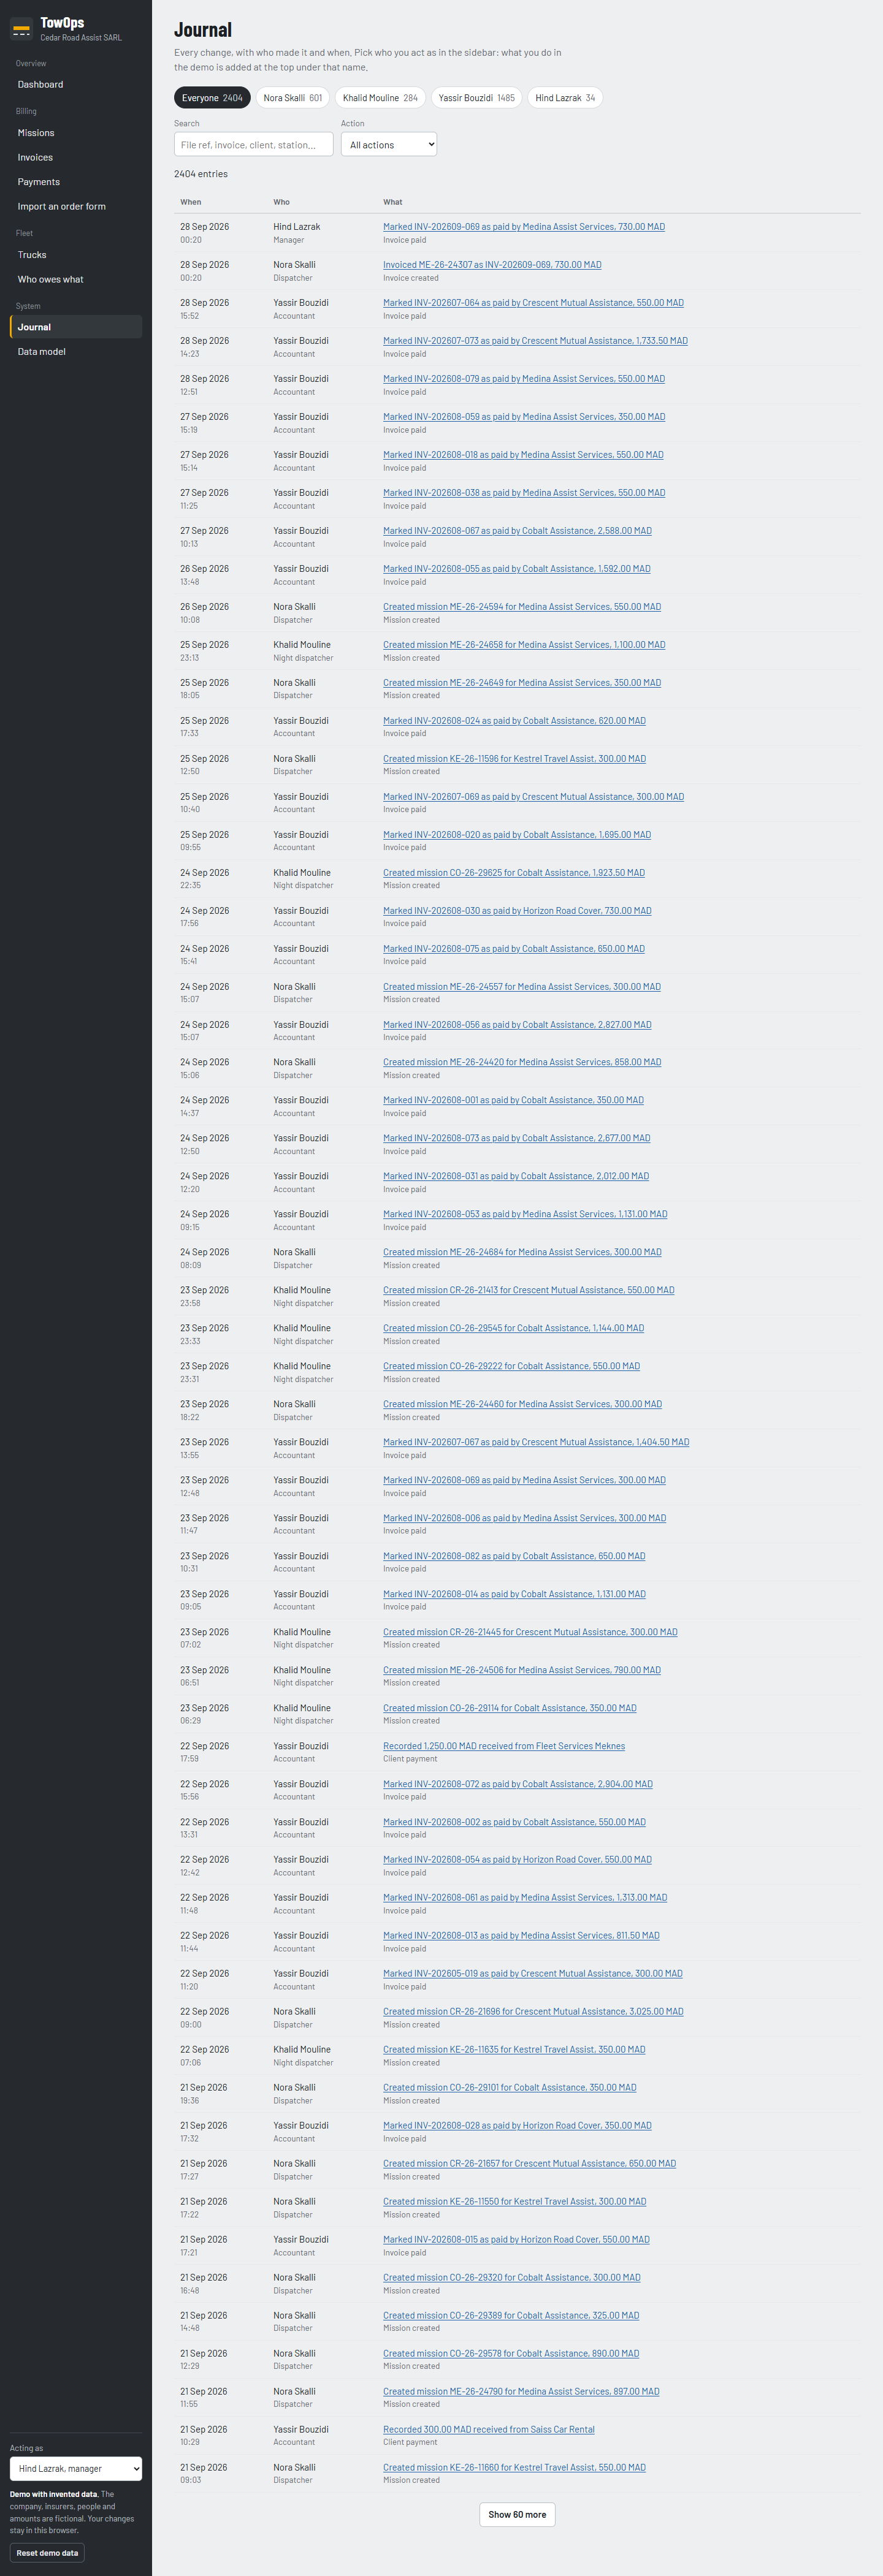 TowOps
Cedar Road Assist SARL
Overview
Dashboard
Billing
Missions
Invoices
Payments
Import an order form
Fleet
Trucks
Who owes what
System
Journal
Data model
Acting as
Hind Lazrak, manager
Demo with invented data. The
company, insurers, people and
amounts are fictional. Your changes
stay in this browser.
Reset demo data
Journal
Every change, with who made it and when. Pick who you act as in the sidebar: what you do in
the demo is added at the top under that name.
Everyone 2404 Nora Skalli 601 Khalid Mouline 284 Yassir Bouzidi 1485 Hind Lazrak 34
Search Action
File ref, invoice, client, station... All actions
2404 entries
When Who What
28 Sep 2026 Hind Lazrak Marked INV-202609-069 as paid by Medina Assist Services, 730.00 MAD
00:20 Manager Invoice paid
28 Sep 2026 Nora Skalli Invoiced ME-26-24307 as INV-202609-069, 730.00 MAD
00:20 Dispatcher Invoice created
28 Sep 2026 Yassir Bouzidi Marked INV-202607-064 as paid by Crescent Mutual Assistance, 550.00 MAD
15:52 Accountant Invoice paid
28 Sep 2026 Yassir Bouzidi Marked INV-202607-073 as paid by Crescent Mutual Assistance, 1,733.50 MAD
14:23 Accountant Invoice paid
28 Sep 2026 Yassir Bouzidi Marked INV-202608-079 as paid by Medina Assist Services, 550.00 MAD
12:51 Accountant Invoice paid
27 Sep 2026 Yassir Bouzidi Marked INV-202608-059 as paid by Medina Assist Services, 350.00 MAD
15:19 Accountant Invoice paid
27 Sep 2026 Yassir Bouzidi Marked INV-202608-018 as paid by Medina Assist Services, 550.00 MAD
15:14 Accountant Invoice paid
27 Sep 2026 Yassir Bouzidi Marked INV-202608-038 as paid by Medina Assist Services, 550.00 MAD
11:25 Accountant Invoice paid
27 Sep 2026 Yassir Bouzidi Marked INV-202608-067 as paid by Cobalt Assistance, 2,588.00 MAD
10:13 Accountant Invoice paid
26 Sep 2026 Yassir Bouzidi Marked INV-202608-055 as paid by Cobalt Assistance, 1,592.00 MAD
13:48 Accountant Invoice paid
26 Sep 2026 Nora Skalli Created mission ME-26-24594 for Medina Assist Services, 550.00 MAD
10:08 Dispatcher Mission created
25 Sep 2026 Khalid Mouline Created mission ME-26-24658 for Medina Assist Services, 1,100.00 MAD
23:13 Night dispatcher Mission created
25 Sep 2026 Nora Skalli Created mission ME-26-24649 for Medina Assist Services, 350.00 MAD
18:05 Dispatcher Mission created
25 Sep 2026 Yassir Bouzidi Marked INV-202608-024 as paid by Cobalt Assistance, 620.00 MAD
17:33 Accountant Invoice paid
25 Sep 2026 Nora Skalli Created mission KE-26-11596 for Kestrel Travel Assist, 300.00 MAD
12:50 Dispatcher Mission created
25 Sep 2026 Yassir Bouzidi Marked INV-202607-069 as paid by Crescent Mutual Assistance, 300.00 MAD
10:40 Accountant Invoice paid
25 Sep 2026 Yassir Bouzidi Marked INV-202608-020 as paid by Cobalt Assistance, 1,695.00 MAD
09:55 Accountant Invoice paid
24 Sep 2026 Khalid Mouline Created mission CO-26-29625 for Cobalt Assistance, 1,923.50 MAD
22:35 Night dispatcher Mission created
24 Sep 2026 Yassir Bouzidi Marked INV-202608-030 as paid by Horizon Road Cover, 730.00 MAD
17:56 Accountant Invoice paid
24 Sep 2026 Yassir Bouzidi Marked INV-202608-075 as paid by Cobalt Assistance, 650.00 MAD
15:41 Accountant Invoice paid
24 Sep 2026 Nora Skalli Created mission ME-26-24557 for Medina Assist Services, 300.00 MAD
15:07 Dispatcher Mission created
24 Sep 2026 Yassir Bouzidi Marked INV-202608-056 as paid by Cobalt Assistance, 2,827.00 MAD
15:07 Accountant Invoice paid
24 Sep 2026 Nora Skalli Created mission ME-26-24420 for Medina Assist Services, 858.00 MAD
15:06 Dispatcher Mission created
24 Sep 2026 Yassir Bouzidi Marked INV-202608-001 as paid by Cobalt Assistance, 350.00 MAD
14:37 Accountant Invoice paid
24 Sep 2026 Yassir Bouzidi Marked INV-202608-073 as paid by Cobalt Assistance, 2,677.00 MAD
12:50 Accountant Invoice paid
24 Sep 2026 Yassir Bouzidi Marked INV-202608-031 as paid by Cobalt Assistance, 2,012.00 MAD
12:20 Accountant Invoice paid
24 Sep 2026 Yassir Bouzidi Marked INV-202608-053 as paid by Medina Assist Services, 1,131.00 MAD
09:15 Accountant Invoice paid
24 Sep 2026 Nora Skalli Created mission ME-26-24684 for Medina Assist Services, 300.00 MAD
08:09 Dispatcher Mission created
23 Sep 2026 Khalid Mouline Created mission CR-26-21413 for Crescent Mutual Assistance, 550.00 MAD
23:58 Night dispatcher Mission created
23 Sep 2026 Khalid Mouline Created mission CO-26-29545 for Cobalt Assistance, 1,144.00 MAD
23:33 Night dispatcher Mission created
23 Sep 2026 Khalid Mouline Created mission CO-26-29222 for Cobalt Assistance, 550.00 MAD
23:31 Night dispatcher Mission created
23 Sep 2026 Nora Skalli Created mission ME-26-24460 for Medina Assist Services, 300.00 MAD
18:22 Dispatcher Mission created
23 Sep 2026 Yassir Bouzidi Marked INV-202607-067 as paid by Crescent Mutual Assistance, 1,404.50 MAD
13:55 Accountant Invoice paid
23 Sep 2026 Yassir Bouzidi Marked INV-202608-069 as paid by Medina Assist Services, 300.00 MAD
12:48 Accountant Invoice paid
23 Sep 2026 Yassir Bouzidi Marked INV-202608-006 as paid by Medina Assist Services, 300.00 MAD
11:47 Accountant Invoice paid
23 Sep 2026 Yassir Bouzidi Marked INV-202608-082 as paid by Cobalt Assistance, 650.00 MAD
10:31 Accountant Invoice paid
23 Sep 2026 Yassir Bouzidi Marked INV-202608-014 as paid by Cobalt Assistance, 1,131.00 MAD
09:05 Accountant Invoice paid
23 Sep 2026 Khalid Mouline Created mission CR-26-21445 for Crescent Mutual Assistance, 300.00 MAD
07:02 Night dispatcher Mission created
23 Sep 2026 Khalid Mouline Created mission ME-26-24506 for Medina Assist Services, 790.00 MAD
06:51 Night dispatcher Mission created
23 Sep 2026 Khalid Mouline Created mission CO-26-29114 for Cobalt Assistance, 350.00 MAD
06:29 Night dispatcher Mission created
22 Sep 2026 Yassir Bouzidi Recorded 1,250.00 MAD received from Fleet Services Meknes
17:59 Accountant Client payment
22 Sep 2026 Yassir Bouzidi Marked INV-202608-072 as paid by Cobalt Assistance, 2,904.00 MAD
15:56 Accountant Invoice paid
22 Sep 2026 Yassir Bouzidi Marked INV-202608-002 as paid by Cobalt Assistance, 550.00 MAD
13:31 Accountant Invoice paid
22 Sep 2026 Yassir Bouzidi Marked INV-202608-054 as paid by Horizon Road Cover, 550.00 MAD
12:42 Accountant Invoice paid
22 Sep 2026 Yassir Bouzidi Marked INV-202608-061 as paid by Medina Assist Services, 1,313.00 MAD
11:48 Accountant Invoice paid
22 Sep 2026 Yassir Bouzidi Marked INV-202608-013 as paid by Medina Assist Services, 811.50 MAD
11:44 Accountant Invoice paid
22 Sep 2026 Yassir Bouzidi Marked INV-202605-019 as paid by Crescent Mutual Assistance, 300.00 MAD
11:20 Accountant Invoice paid
22 Sep 2026 Nora Skalli Created mission CR-26-21696 for Crescent Mutual Assistance, 3,025.00 MAD
09:00 Dispatcher Mission created
22 Sep 2026 Khalid Mouline Created mission KE-26-11635 for Kestrel Travel Assist, 350.00 MAD
07:06 Night dispatcher Mission created
21 Sep 2026 Nora Skalli Created mission CO-26-29101 for Cobalt Assistance, 350.00 MAD
19:36 Dispatcher Mission created
21 Sep 2026 Yassir Bouzidi Marked INV-202608-028 as paid by Horizon Road Cover, 350.00 MAD
17:32 Accountant Invoice paid
21 Sep 2026 Nora Skalli Created mission CR-26-21657 for Crescent Mutual Assistance, 650.00 MAD
17:27 Dispatcher Mission created
21 Sep 2026 Nora Skalli Created mission KE-26-11550 for Kestrel Travel Assist, 300.00 MAD
17:22 Dispatcher Mission created
21 Sep 2026 Yassir Bouzidi Marked INV-202608-015 as paid by Horizon Road Cover, 550.00 MAD
17:21 Accountant Invoice paid
21 Sep 2026 Nora Skalli Created mission CO-26-29320 for Cobalt Assistance, 300.00 MAD
16:48 Dispatcher Mission created
21 Sep 2026 Nora Skalli Created mission CO-26-29389 for Cobalt Assistance, 325.00 MAD
14:48 Dispatcher Mission created
21 Sep 2026 Nora Skalli Created mission CO-26-29578 for Cobalt Assistance, 890.00 MAD
12:29 Dispatcher Mission created
21 Sep 2026 Nora Skalli Created mission ME-26-24790 for Medina Assist Services, 897.00 MAD
11:55 Dispatcher Mission created
21 Sep 2026 Yassir Bouzidi Recorded 300.00 MAD received from Saiss Car Rental
10:29 Accountant Client payment
21 Sep 2026 Nora Skalli Created mission KE-26-11660 for Kestrel Travel Assist, 550.00 MAD
09:03 Dispatcher Mission created
Show 60 more